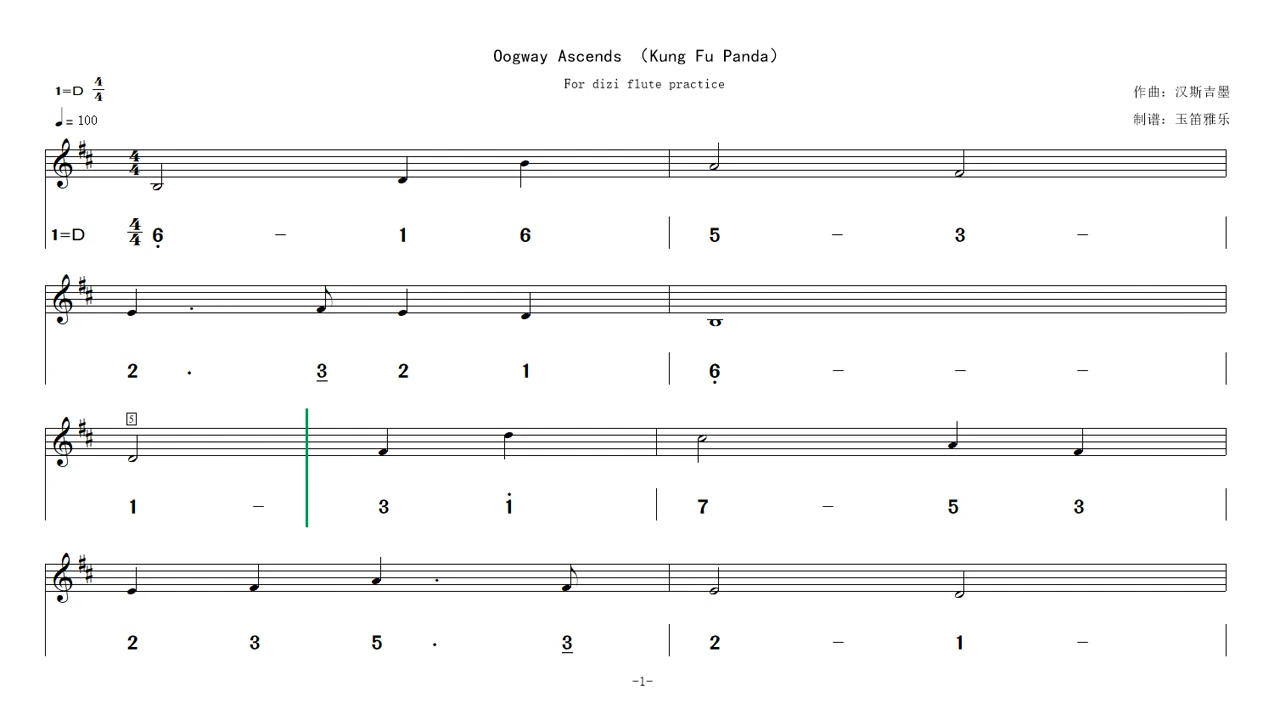 Oogway Ascends （Kung Fu Panda）
For dizi flute practice
1=D 4/4
作曲：汉斯吉墨
♩= 100
制谱：玉笛雅乐
4/4
1=D 4/4 6̣ – 1 6 | 5 – 3 – |
2 · 3̲ 2 1 | 6̣ – – – |
5
1 – 3 1̇ | 7 – 5 3 |
2 3 5 · 3̲ | 2 – 1 – |
-1-